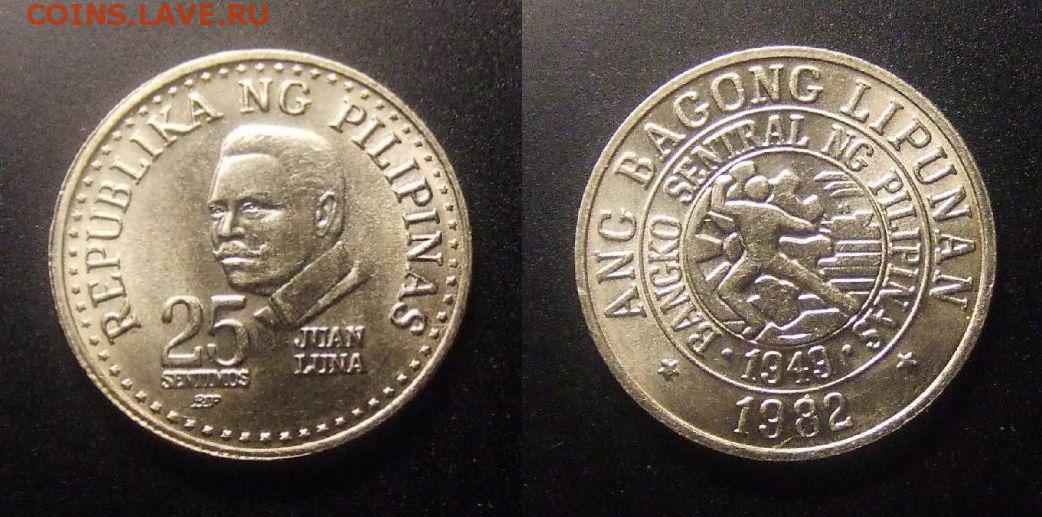 COINS.LAVE.RU
REPUBLIKA NG PILIPINAS
25
SENTIMOS
JUAN
LUNA
BSP
ANG BAGONG LIPUNAN
BANGKO SENTRAL NG PILIPINAS
1949
1982